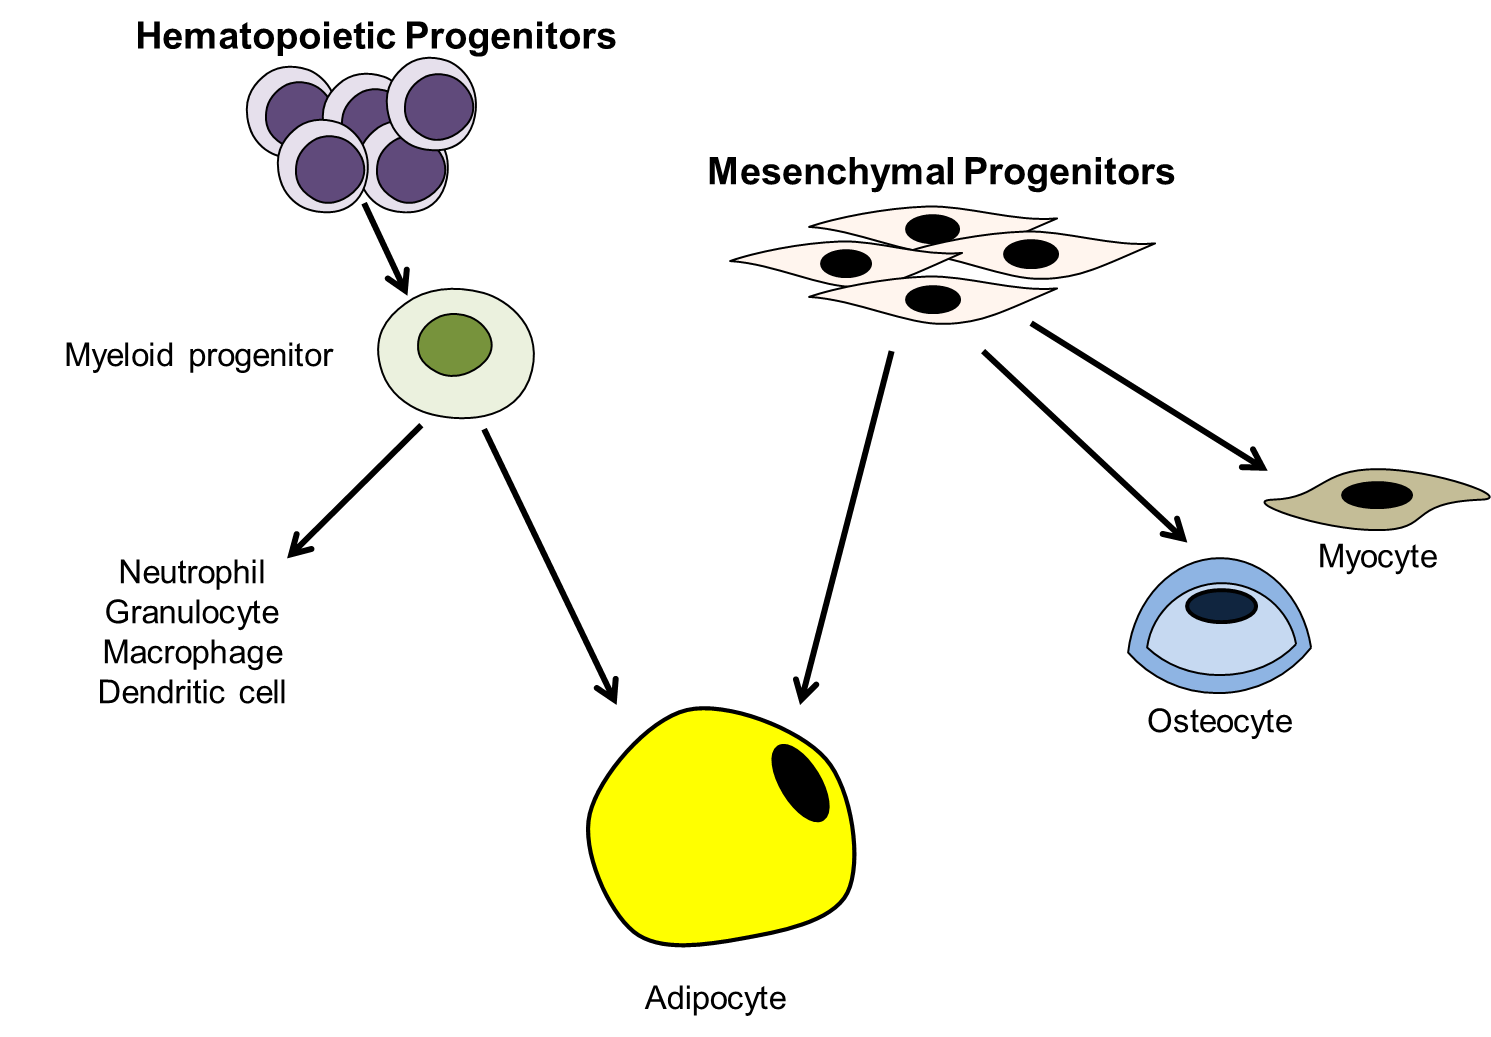 Hematopoietic Progenitors
Mesenchymal Progenitors
Myeloid progenitor
Neutrophil
Granulocyte
Macrophage
Dendritic cell
Myocyte
Osteocyte
Adipocyte